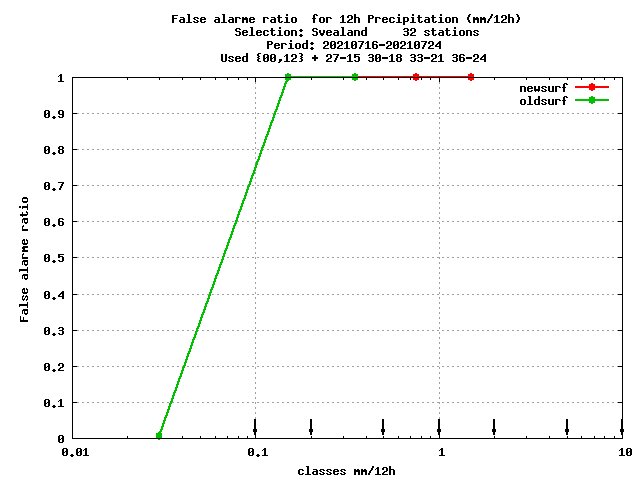 False alarme ratio  for 12h Precipitation (mm/12h)
Selection: Svealand     32 stations
Period: 20210716-20210724
Used {00,12} + 27-15 30-18 33-21 36-24
newsurf
oldsurf
1
0.9
0.8
0.7
0.6
0.5
0.4
0.3
0.2
0.1
0
False alarme ratio
0.01 0.1 1 10
classes mm/12h